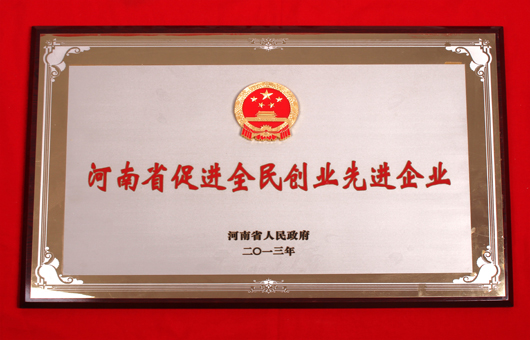 河南省促进全民创业先进企业
河南省人民政府
二〇一三年